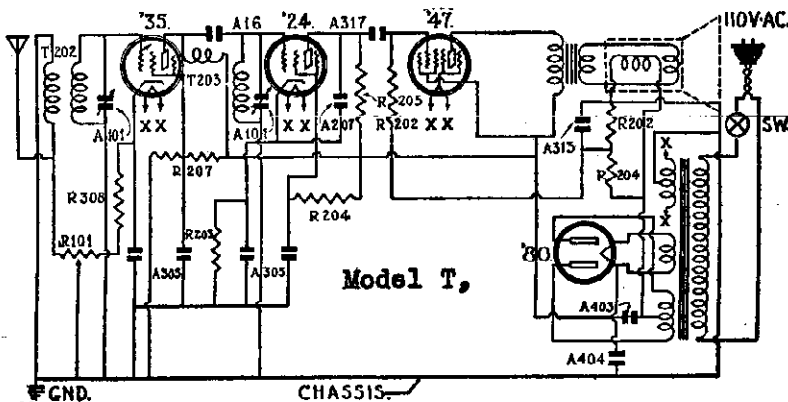 '35. A16 '24. A317 '47. 110V·AC.
T202
T203
R205
A101 A101 A207 R202 A315 R202 SW.
R207 R204
R308 X
R204
R203 X
R101 '80.
A305 A305 Model T,
A403
A404
GND. CHASSIS.
X X X X X X